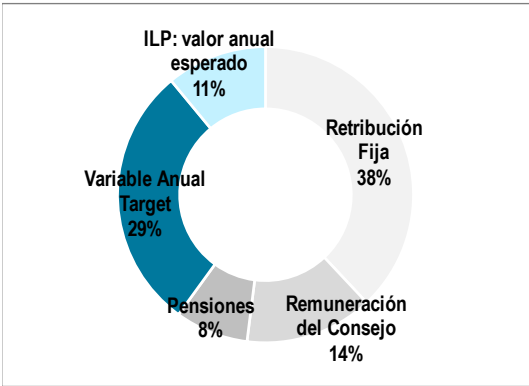 ILP: valor anual
esperado
11%
Retribución
Fija
38%
Variable Anual
Target
29%
Pensiones
8%
Remuneración
del Consejo
14%